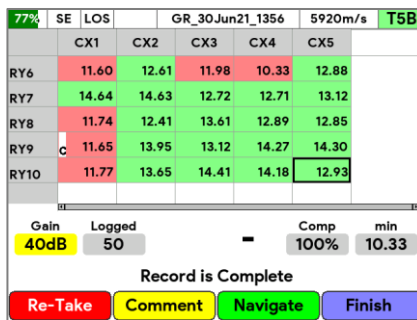 77% SE LOS GR_30Jun21_1356 5920m/s T5B
CX1 CX2 CX3 CX4 CX5
RY6 11.60 12.61 11.98 10.33 12.88
RY7 14.64 14.63 12.72 12.71 13.12
RY8 11.74 12.41 13.61 12.89 12.85
RY9 c 11.65 13.95 13.12 14.27 14.30
RY10 11.77 13.65 14.41 14.18 12.93
Gain Logged Comp min
40dB 50 - 100% 10.33
Record is Complete
Re-Take Comment Navigate Finish